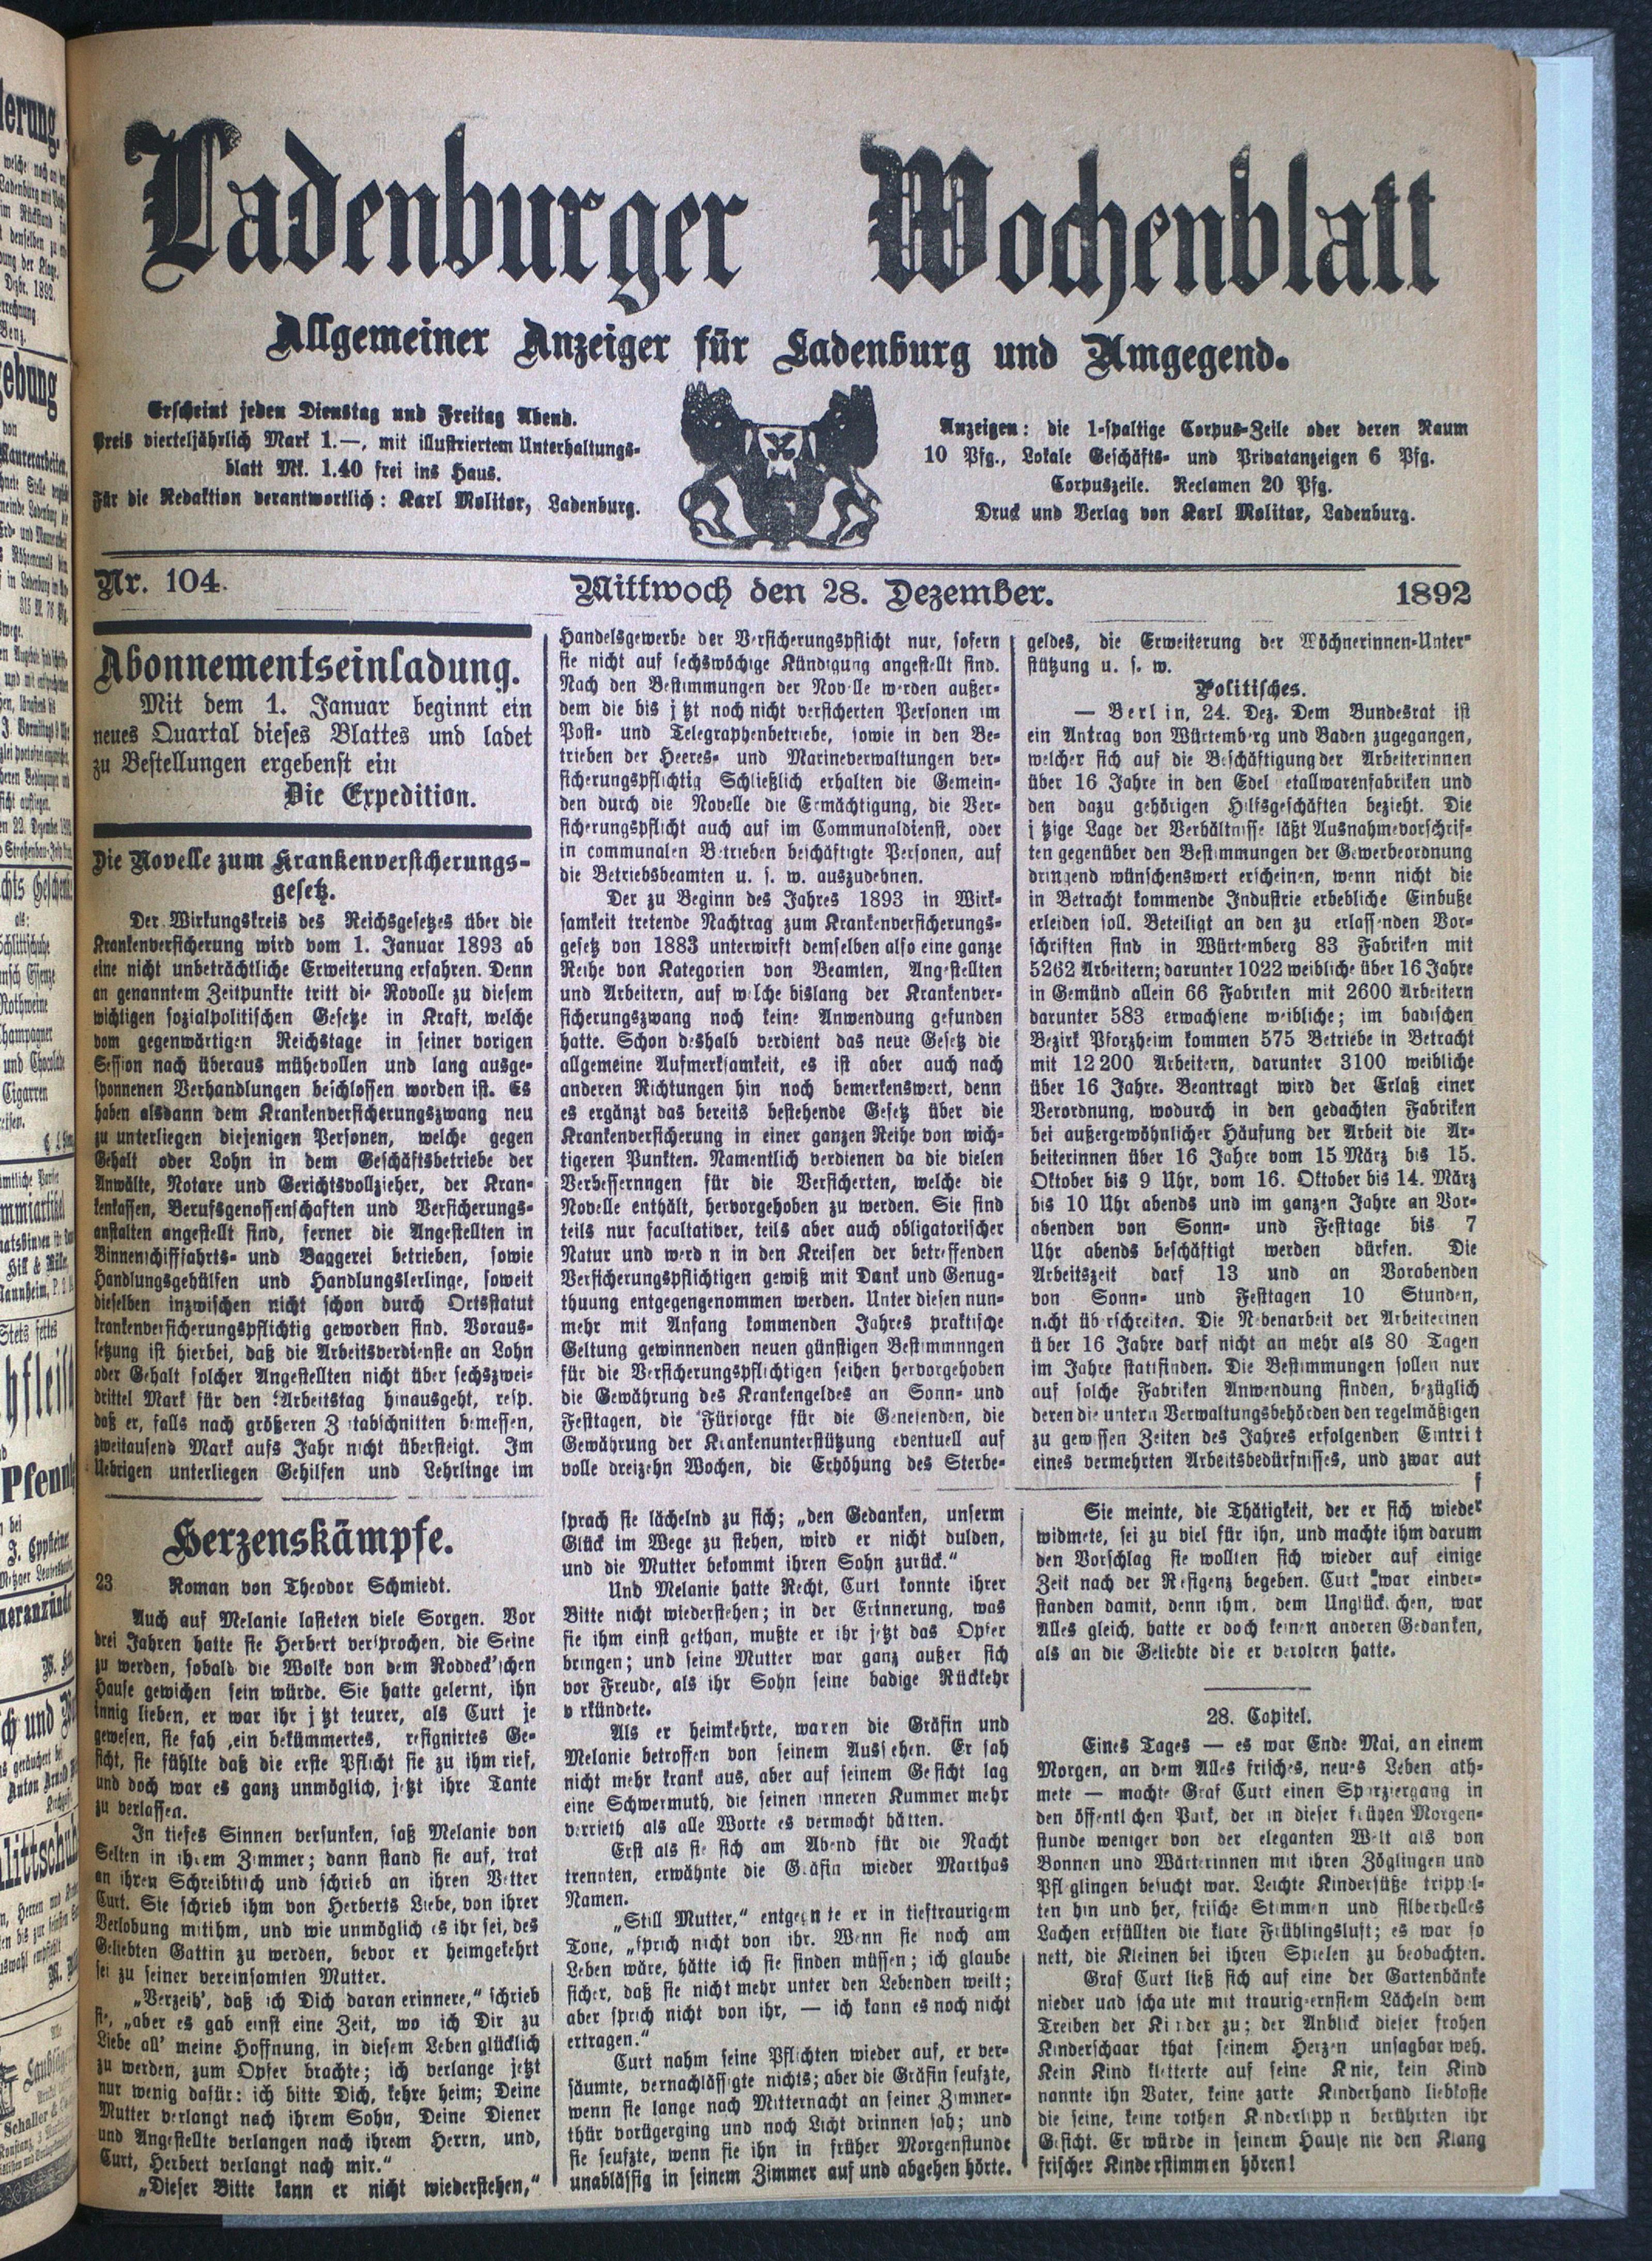 Ladenburger Wochenblatt
Allgemeiner Anzeiger für Ladenburg und Umgegend.
Erscheint jeden Dienstag und Freitag Abend.
Preis vierteljährlich Mark 1.—, mit illustriertem Unterhaltungs-
blatt Mk. 1.40 frei ins Haus.
Für die Redaktion verantwortlich: Karl Molitor, Ladenburg.
Anzeigen: die 1-spaltige Corpus-Zeile oder deren Raum
10 Pfg., Lokale Geschäfts- und Privatanzeigen 6 Pfg.
Corpuszeile. Reclamen 20 Pfg.
Druck und Verlag von Karl Molitor, Ladenburg.
Nr. 104.
Mittwoch den 28. Dezember.
1892
Abonnementseinladung.
Mit dem 1. Januar beginnt ein
neues Quartal dieses Blattes und ladet
zu Bestellungen ergebenst ein
Die Expedition.
Die Novelle zum Krankenversicherungs-
gesetz.
Der Wirkungskreis des Reichsgesetzes über die
Krankenversicherung wird vom 1. Januar 1893 ab
eine nicht unbeträchtliche Erweiterung erfahren. Denn
an genanntem Zeitpunkte tritt die Novolle zu diesem
wichtigen sozialpolitischen Gesetze in Kraft, welche
vom gegenwärtigen Reichstage in seiner vorigen
Session nach überaus mühevollen und lang ausge-
sponnenen Verhandlungen beschlossen worden ist. Es
haben alsdann dem Krankenversicherungszwang neu
zu unterliegen diejenigen Personen, welche gegen
Gehalt oder Lohn in dem Geschäftsbetriebe der
Anwälte, Notare und Gerichtsvollzieher, der Kran-
kenkassen, Berufsgenossenschaften und Versicherungs-
anstalten angestellt sind, ferner die Angestellten in
Binnenschifffahrts- und Baggerei betrieben, sowie
Handlungsgehülfen und Handlungslerlinge, soweit
dieselben inzwischen nicht schon durch Ortsstatut
krankenversicherungspflichtig geworden sind. Voraus-
setzung ist hierbei, daß die Arbeitsverdienste an Lohn
oder Gehalt solcher Angestellten nicht über sechszwei-
drittel Mark für den Arbeitstag hinausgeht, resp.
daß er, falls nach größeren Z itabschnitten bemessen,
zweitausend Mark aufs Jahr nicht übersteigt. Im
Uebrigen unterliegen Gehilfen und Lehrlinge im
Handelsgewerbe der Versicherungspflicht nur, sofern
sie nicht auf sechswöchige Kündigung angestellt sind.
Nach den Bestimmungen der Novelle werden außer-
dem die bis j tzt noch nicht versicherten Personen im
Post- und Telegraphenbetriebe, sowie in den Be-
trieben der Heeres- und Marineverwaltungen ver-
sicherungspflichtig Schließlich erhalten die Gemein-
den durch die Novelle die Ermächtigung, die Ver-
sicherungspflicht auch auf im Communaldienst, oder
in communalen Betrieben beschäftigte Personen, auf
die Betriebsbeamten u. s. w. auszudehnen.
Der zu Beginn des Jahres 1893 in Wirk-
samkeit tretende Nachtrag zum Krankenversicherungs-
gesetz von 1883 unterwirft demselben also eine ganze
Reihe von Kategorien von Beamten, Angestellten
und Arbeitern, auf welche bislang der Krankenver-
sicherungszwang noch keine Anwendung gefunden
hatte. Schon deshalb verdient das neue Gesetz die
allgemeine Aufmerksamkeit, es ist aber auch nach
anderen Richtungen hin noch bemerkenswert, denn
es ergänzt das bereits bestehende Gesetz über die
Krankenversicherung in einer ganzen Reihe von wich-
tigeren Punkten. Namentlich verdienen da die vielen
Verbessernngen für die Versicherten, welche die
Novelle enthält, hervorgehoben zu werden. Sie sind
teils nur facultativer, teils aber auch obligatorischer
Natur und werd n in den Kreisen der betreffenden
Versicherungspflichtigen gewiß mit Dank und Genug-
thuung entgegengenommen werden. Unter diesen nun-
mehr mit Anfang kommenden Jahres praktische
Geltung gewinnenden neuen günstigen Bestimmnngen
für die Versicherungspflichtigen seihen hervorgehoben
die Gewährung des Krankengeldes an Sonn- und
Festtagen, die Fürsorge für die Genesenden, die
Gewährung der Krankenunterstützung eventuell auf
volle dreizehn Wochen, die Erhöhung des Sterbe-
geldes, die Erweiterung der Wöchnerinnen-Unter-
stützung u. s. w.
Politisches.
— Berlin, 24. Dez. Dem Bundesrat ist
ein Antrag von Würtemberg und Baden zugegangen,
welcher sich auf die Beschäftigung der Arbeiterinnen
über 16 Jahre in den Edel etallwarenfabriken und
den dazu gehörigen Hilfsgeschäften bezieht. Die
j tzige Lage der Verhältnisse läßt Ausnahmevorschrif-
ten gegenüber den Bestimmungen der Gewerbeordnung
dringend wünschenswert erscheinen, wenn nicht die
in Betracht kommende Industrie erhebliche Einbuße
erleiden soll. Beteiligt an den zu erlassenden Vor-
schriften sind in Würtemberg 83 Fabriken mit
5262 Arbeitern; darunter 1022 weibliche über 16 Jahre
in Gemünd allein 66 Fabriken mit 2600 Arbeitern
darunter 583 erwachsene weibliche; im badischen
Bezirk Pforzheim kommen 575 Betriebe in Betracht
mit 12 200 Arbeitern, darunter 3100 weibliche
über 16 Jahre. Beantragt wird der Erlaß einer
Verordnung, wodurch in den gedachten Fabriken
bei außergewöhnlicher Häufung der Arbeit die Ar-
beiterinnen über 16 Jahre vom 15 März bis 15.
Oktober bis 9 Uhr, vom 16. Oktober bis 14. März
bis 10 Uhr abends und im ganzen Jahre an Vor-
abenden von Sonn- und Festtage bis 7
Uhr abends beschäftigt werden dürfen. Die
Arbeitszeit darf 13 und an Vorabenden
von Sonn- und Festtagen 10 Stunden,
nicht überschreiten. Die Nebenarbeit der Arbeiterinen
über 16 Jahre darf nicht an mehr als 80 Tagen
im Jahre stattfinden. Die Bestimmungen sollen nur
auf solche Fabriken Anwendung finden, bezüglich
deren die untern Verwaltungsbehörden den regelmäßigen
zu gewissen Zeiten des Jahres erfolgenden Eintrit
eines vermehrten Arbeitsbedürfnisses, und zwar auf
Herzenskämpfe.
23 Roman von Theodor Schmiedt.
Auch auf Melanie lasteten viele Sorgen. Vor
drei Jahren hatte sie Herbert versprochen, die Seine
zu werden, sobald die Wolke von dem Roddeck'schen
Hause gewichen sein würde. Sie hatte gelernt, ihn
innig lieben, er war ihr j tzt teurer, als Curt je
gewesen, sie sah ,ein bekümmertes, resignirtes Ge-
sicht, sie fühlte daß die erste Pflicht sie zu ihm rief,
und doch war es ganz unmöglich, jetzt ihre Tante
zu verlassen.
In tiefes Sinnen versunken, saß Melanie von
Selten in ihrem Zimmer; dann stand sie auf, trat
an ihren Schreibtisch und schrieb an ihren Vetter
Curt. Sie schrieb ihm von Herberts Liebe, von ihrer
Verlobung mitihm, und wie unmöglich es ihr sei, des
Geliebten Gattin zu werden, bevor er heimgekehrt
sei zu seiner vereinsamten Mutter.
„Verzeih', daß ich Dich daran erinnere,“ schrieb
sie, „aber es gab einst eine Zeit, wo ich Dir zu
Liebe all' meine Hoffnung, in diesem Leben glücklich
zu werden, zum Opfer brachte; ich verlange jetzt
nur wenig dafür: ich bitte Dich, kehre heim; Deine
Mutter verlangt nach ihrem Sohn, Deine Diener
und Angestellte verlangen nach ihrem Herrn, und,
Curt, Herbert verlangt nach mir.“
„Dieser Bitte kann er nicht wiederstehen,“
sprach sie lächelnd zu sich; „den Gedanken, unserm
Glück im Wege zu stehen, wird er nicht dulden,
und die Mutter bekommt ihren Sohn zurück.“
Und Melanie hatte Recht, Curt konnte ihrer
Bitte nicht wiederstehen; in der Erinnerung, was
sie ihm einst gethan, mußte er ihr jetzt das Opfer
bringen; und seine Mutter war ganz außer sich
vor Freude, als ihr Sohn seine badige Rückkehr
v rkündete.
Als er heimkehrte, waren die Gräfin und
Melanie betroffen von seinem Aussehen. Er sah
nicht mehr krank aus, aber auf seinem Gesicht lag
eine Schwermuth, die seinen inneren Kummer mehr
verrieth als alle Worte es vermocht hätten.
Erst als sie sich am Abend für die Nacht
trennten, erwähnte die Gräfin wieder Marthas
Namen.
„Still Mutter,“ entgegnete er in tieftraurigem
Tone, „sprich nicht von ihr. Wenn sie noch am
Leben wäre, hätte ich sie finden müssen; ich glaube
sicher, daß sie nicht mehr unter den Lebenden weilt;
aber sprich nicht von ihr, — ich kann es noch nicht
ertragen.“
Curt nahm seine Pflichten wieder auf, er ver-
säumte, vernachlässigte nichts; aber die Gräfin seufzte,
wenn sie lange nach Mitternacht an seiner Zimmer-
thür vorügerging und noch Licht drinnen sah; und
sie seufzte, wenn sie ihn in früher Morgenstunde
unablässig in seinem Zimmer auf und abgehen hörte.
Sie meinte, die Thätigkeit, der er sich wieder
widmete, sei zu viel für ihn, und machte ihm darum
den Vorschlag sie wollten sich wieder auf einige
Zeit nach der Residenz begeben. Curt war einver-
standen damit, denn ihm, dem Unglücklichen, war
Alles gleich, hatte er doch keinen anderen Gedanken,
als an die Geliebte die er verolren hatte.
28. Capitel.
Eines Tages — es war Ende Mai, an einem
Morgen, an dem Alles frisches, neues Leben ath-
mete — machte Graf Curt einen Sparziergang in
den öffentlichen Park, der in dieser frühen Morgen-
stunde weniger von der eleganten Welt als von
Bonnen und Wärterinnen mit ihren Zöglingen und
Pfl glingen besucht war. Leichte Kinderfüße trippel-
ten hin und her, frische Stimmen und silberhelles
Lachen erfüllten die klare Frühlingsluft; es war so
nett, die Kleinen bei ihren Spielen zu beobachten.
Graf Curt ließ sich auf eine der Gartenbänke
nieder und schaute mit traurig-ernstem Lächeln dem
Treiben der Kinder zu; der Anblick dieser frohen
Kinderschaar that seinem Herzen unsagbar weh.
Kein Kind kletterte auf seine Knie, kein Kind
nannte ihn Vater, keine zarte Kinderhand liebkoste
die seine, keine rothen Kinderlipp n berührten ihr
Gesicht. Er würde in seinem Hause nie den Klang
frischer Kinderstimmen hören!